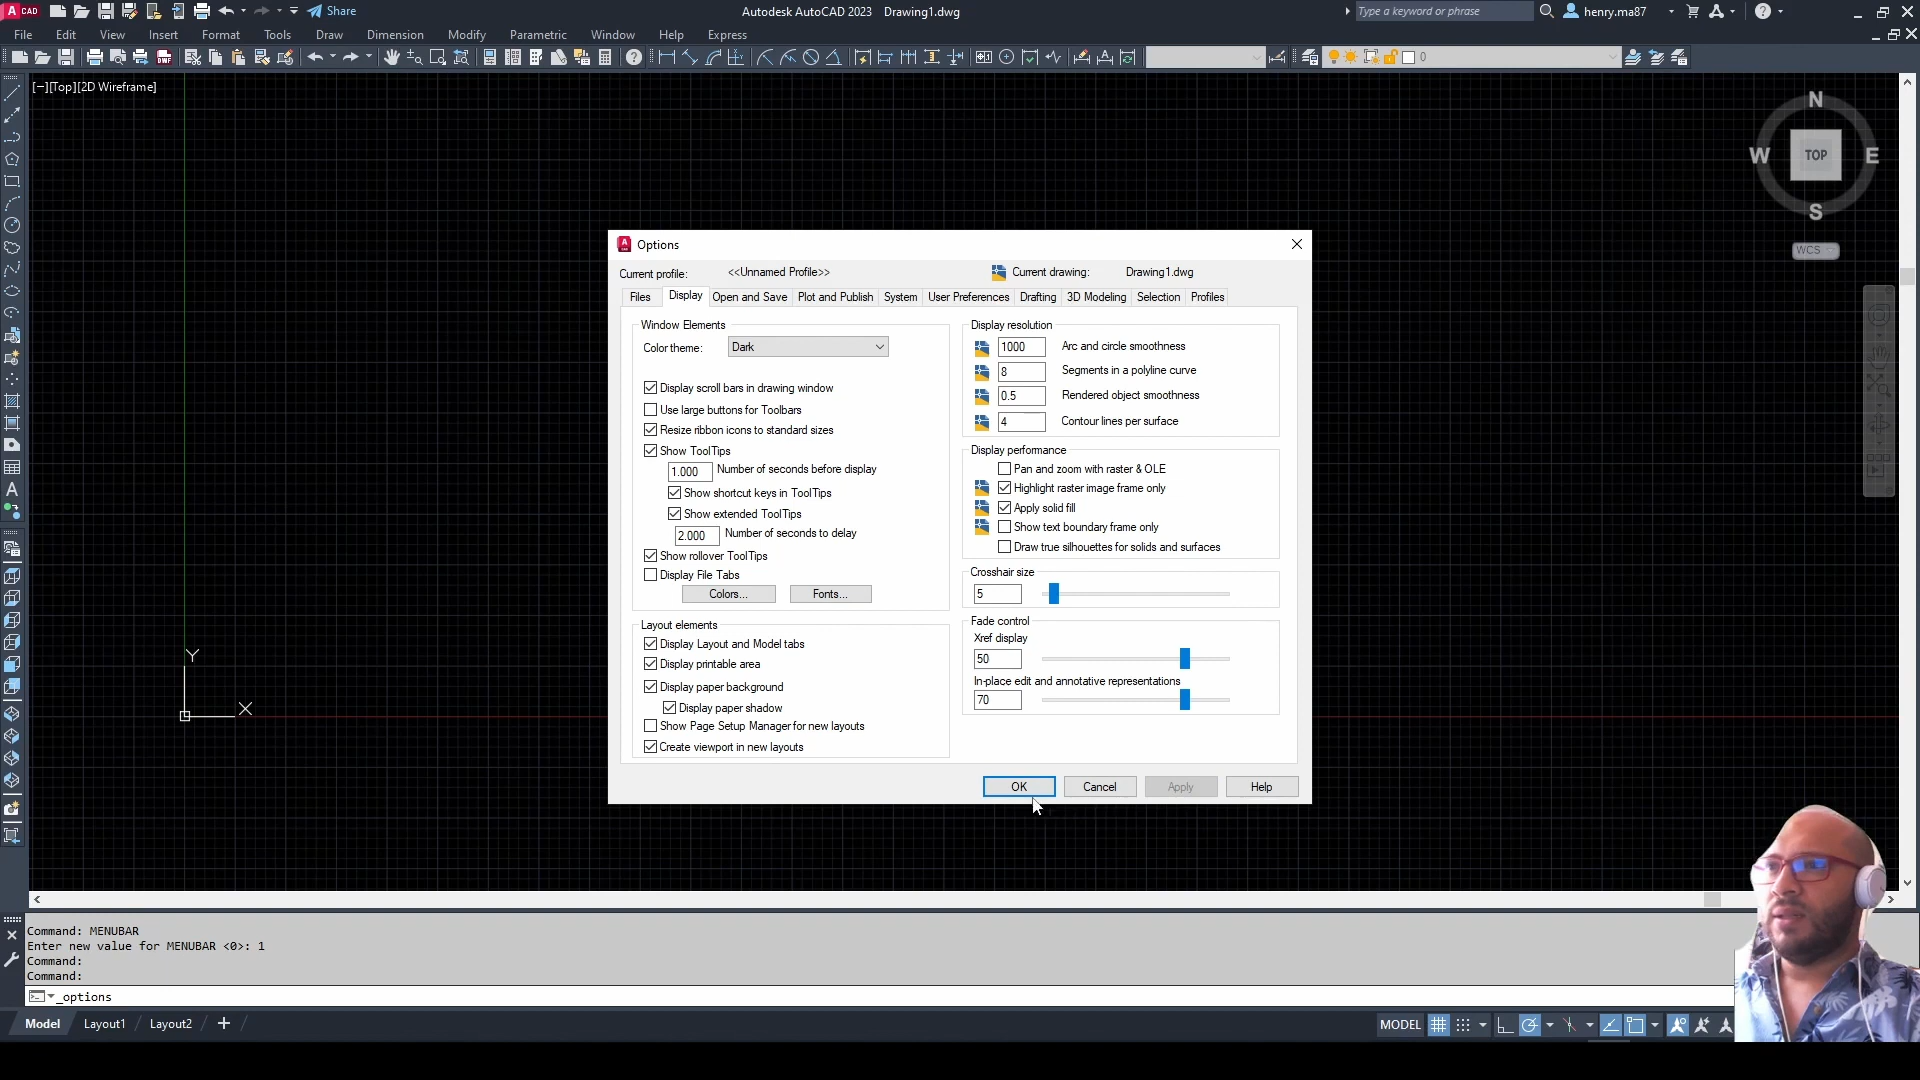 CAD
Share
Autodesk AutoCAD 2023 Drawing1.dwg
Type a keyword or phrase
henry.ma87
File Edit View Insert Format Tools Draw Dimension Modify Parametric Window Help Express
0
[−][Top][2D Wireframe]
N
W TOP E
S
WCS
Options
Current profile: <<Unnamed Profile>> Current drawing: Drawing1.dwg
Files Display Open and Save Plot and Publish System User Preferences Drafting 3D Modeling Selection Profiles
Window Elements
Color theme: Dark
Display scroll bars in drawing window
Use large buttons for Toolbars
Resize ribbon icons to standard sizes
Show ToolTips
1.000 Number of seconds before display
Show shortcut keys in ToolTips
Show extended ToolTips
2.000 Number of seconds to delay
Show rollover ToolTips
Display File Tabs
Colors... Fonts...
Layout elements
Display Layout and Model tabs
Display printable area
Display paper background
Display paper shadow
Show Page Setup Manager for new layouts
Create viewport in new layouts
Display resolution
1000 Arc and circle smoothness
8 Segments in a polyline curve
0.5 Rendered object smoothness
4 Contour lines per surface
Display performance
Pan and zoom with raster & OLE
Highlight raster image frame only
Apply solid fill
Show text boundary frame only
Draw true silhouettes for solids and surfaces
Crosshair size
5
Fade control
Xref display
50
In-place edit and annotative representations
70
OK Cancel Apply Help
Y
X
Command: MENUBAR
Enter new value for MENUBAR <0>: 1
Command:
Command:
_options
Model Layout1 Layout2 +
MODEL